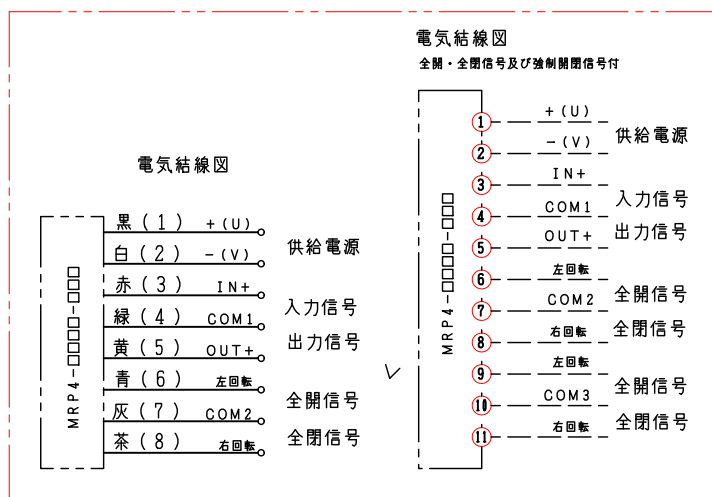 電気結線図
黒(1) +(U)
白(2) -(V)
供給電源
赤(3) IN+
緑(4) COM1
入力信号
黄(5) OUT+
出力信号
青(6) 左回転
灰(7) COM2
全開信号
茶(8) 右回転
全閉信号
MRP4-□□□□-□□□
電気結線図
全開・全閉信号及び強制開閉信号付
1 +(U)
2 -(V)
供給電源
3 IN+
4 COM1
入力信号
5 OUT+
出力信号
6 左回転
7 COM2
全開信号
8 右回転
全閉信号
9 左回転
10 COM3
全開信号
11 右回転
全閉信号
MRP4-□□□□-□□□